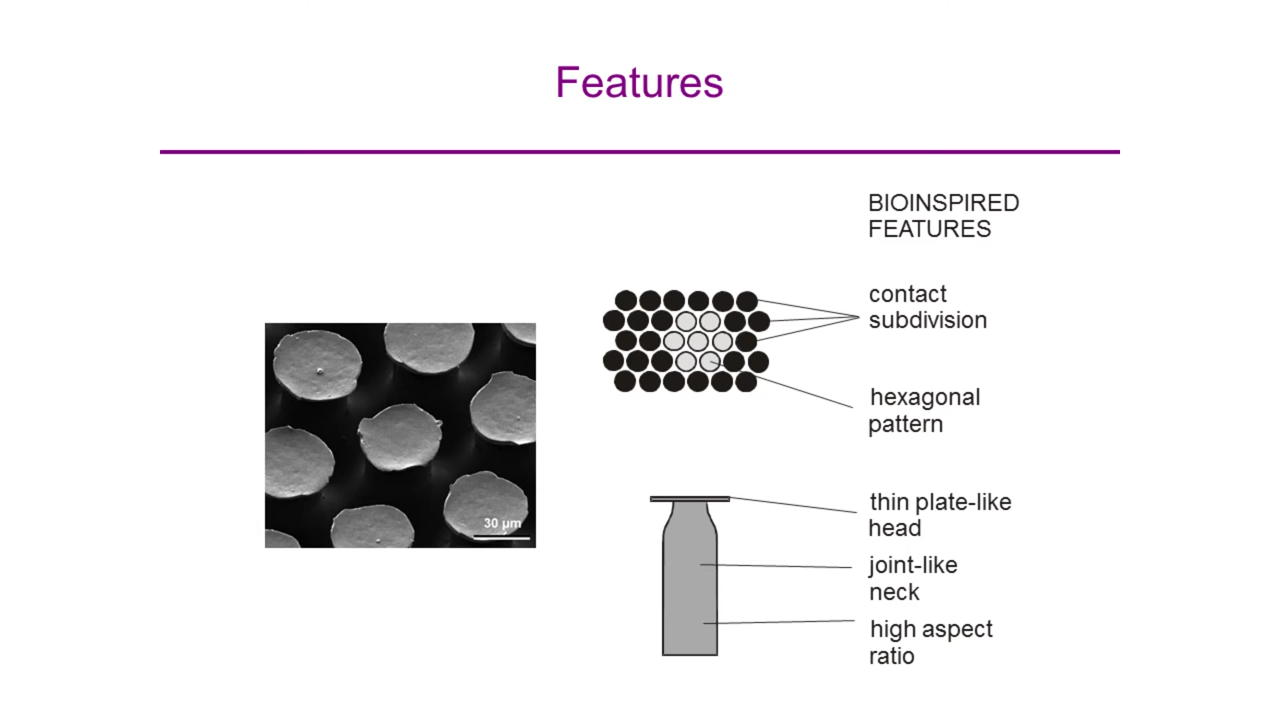 Features
BIOINSPIRED
FEATURES
contact
subdivision
hexagonal
pattern
thin plate-like
head
joint-like
neck
high aspect
ratio
30 µm